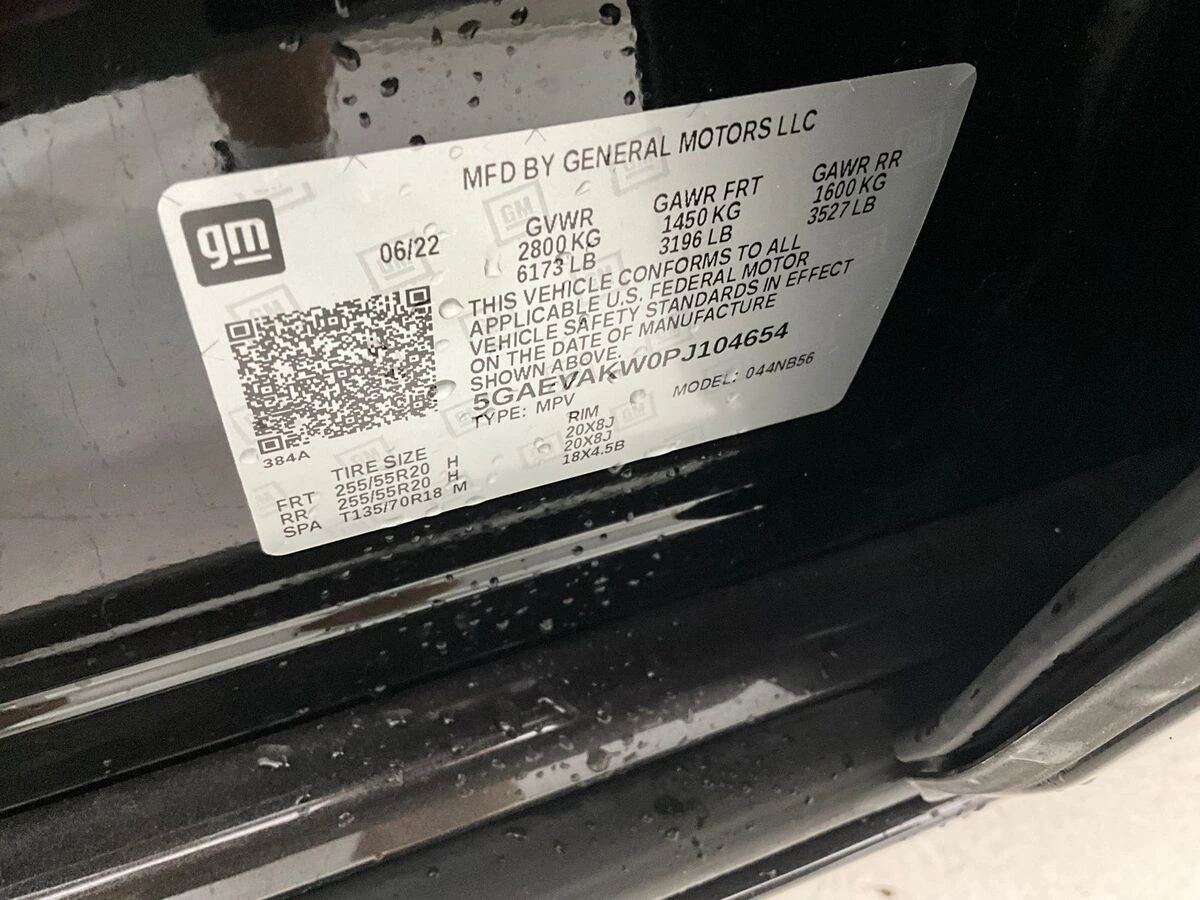 MFD BY GENERAL MOTORS LLC
gm
06/22
GVWR
2800 KG
6173 LB
GAWR FRT
1450 KG
3196 LB
GAWR RR
1600 KG
3527 LB
THIS VEHICLE CONFORMS TO ALL
APPLICABLE U.S. FEDERAL MOTOR
VEHICLE SAFETY STANDARDS IN EFFECT
ON THE DATE OF MANUFACTURE
SHOWN ABOVE.
5GAEVAKW0PJ104654
TYPE: MPV
MODEL: 044NB56
384A
TIRE SIZE RIM
FRT 255/55R20 H 20X8J
RR 255/55R20 H 20X8J
SPA T135/70R18 M 18X4.5B